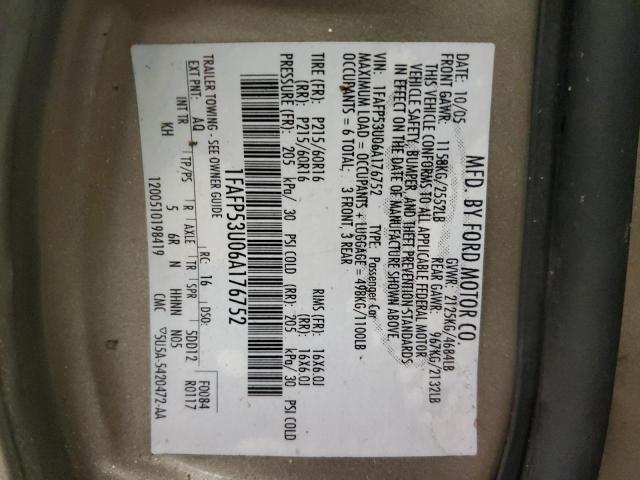 MFD. BY FORD MOTOR CO.
DATE: 10/05 GVWR: 2125KG/4684LB
FRONT GAWR: 1158KG/2552LB REAR GAWR: 967KG/2132LB
THIS VEHICLE CONFORMS TO ALL APPLICABLE FEDERAL MOTOR
VEHICLE SAFETY, BUMPER, AND THEFT PREVENTION STANDARDS
IN EFFECT ON THE DATE OF MANUFACTURE SHOWN ABOVE.
VIN: 1FAFP53U06A176752 TYPE: Passenger Car
MAXIMUM LOAD = OCCUPANTS + LUGGAGE = 498KG/1100LB -
OCCUPANTS = 6 TOTAL; 3 FRONT, 3 REAR
TIRE (FR): P215/60R16 RIMS (FR): 16X6.0J
(RR): P215/60R16 (RR): 16X6.0J
PRESSURE (FR): 205 kPa/ 30 PSI COLD (RR): 205 kPa/ 30 PSI COLD
1FAFP53U06A176752
TRAILER TOWING - SEE OWNER GUIDE RC: 16 DSO: F0084
EXT PNT: AQ 5DD12 R0117
INT TR TP/PS R AXLE TR SPR
KH 5 6R N HHNN N05
1200510198419 CMC ▽5U5A-5420472-AA